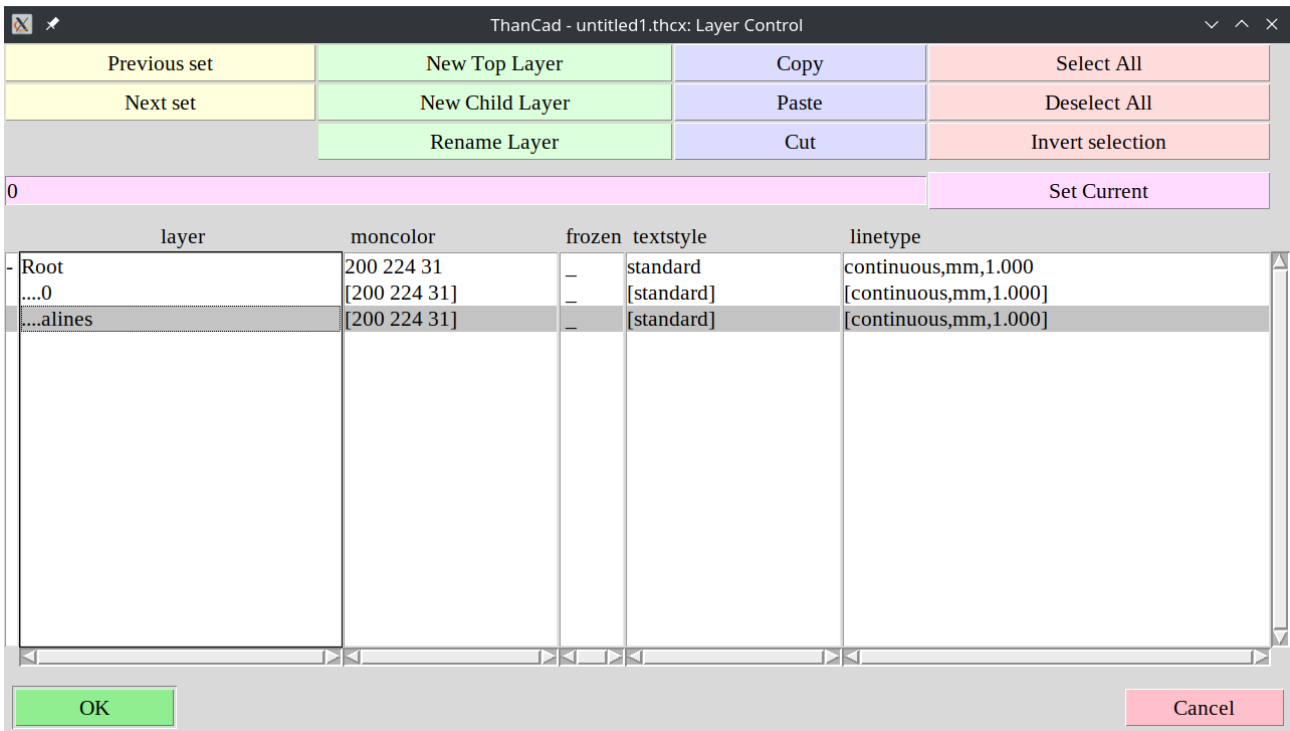 ThanCad - untitled1.thcx: Layer Control
Previous set New Top Layer Copy Select All
Next set New Child Layer Paste Deselect All
Rename Layer Cut Invert selection
0 Set Current
layer moncolor frozen textstyle linetype
- Root 200 224 31 _ standard continuous,mm,1.000
....0 [200 224 31] _ [standard] [continuous,mm,1.000]
....alines [200 224 31] _ [standard] [continuous,mm,1.000]
OK Cancel